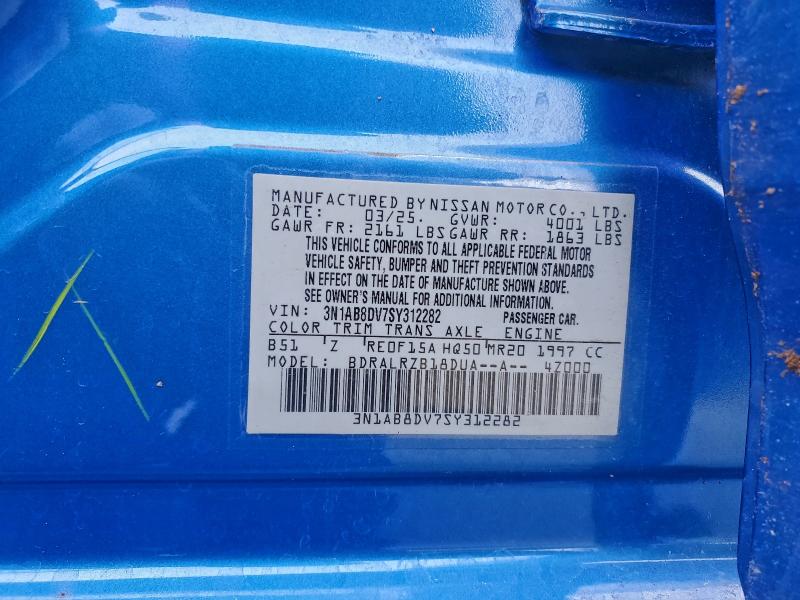 MANUFACTURED BY NISSAN MOTOR CO., LTD.
DATE: 03/25. GVWR: 4001 LBS
GAWR FR: 2161 LBS GAWR RR: 1863 LBS
THIS VEHICLE CONFORMS TO ALL APPLICABLE FEDERAL MOTOR
VEHICLE SAFETY, BUMPER AND THEFT PREVENTION STANDARDS
IN EFFECT ON THE DATE OF MANUFACTURE SHOWN ABOVE.
SEE OWNER'S MANUAL FOR ADDITIONAL INFORMATION.
VIN: 3N1AB8DV7SY312282 PASSENGER CAR.
COLOR TRIM TRANS AXLE ENGINE
B51 Z RE0F15A HQ50 MR20 1997 CC
MODEL: BDRALRZB18DUA--A-- 4Z000
3N1AB8DV7SY312282